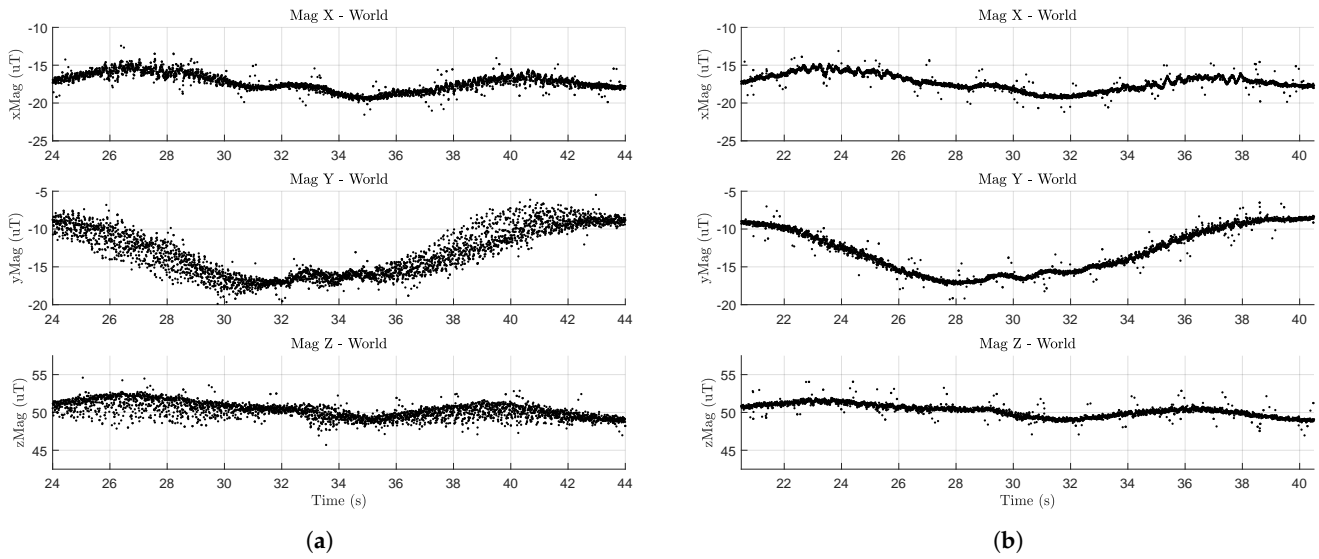 Mag X - World
-10
-15
-20
-25
xMag (uT)
24 26 28 30 32 34 36 38 40 42 44
Mag Y - World
-5
-10
-15
-20
yMag (uT)
24 26 28 30 32 34 36 38 40 42 44
Mag Z - World
55
50
45
zMag (uT)
24 26 28 30 32 34 36 38 40 42 44
Time (s)
(a)
Mag X - World
-10
-15
-20
-25
xMag (uT)
22 24 26 28 30 32 34 36 38 40
Mag Y - World
-5
-10
-15
-20
yMag (uT)
22 24 26 28 30 32 34 36 38 40
Mag Z - World
55
50
45
zMag (uT)
22 24 26 28 30 32 34 36 38 40
Time (s)
(b)